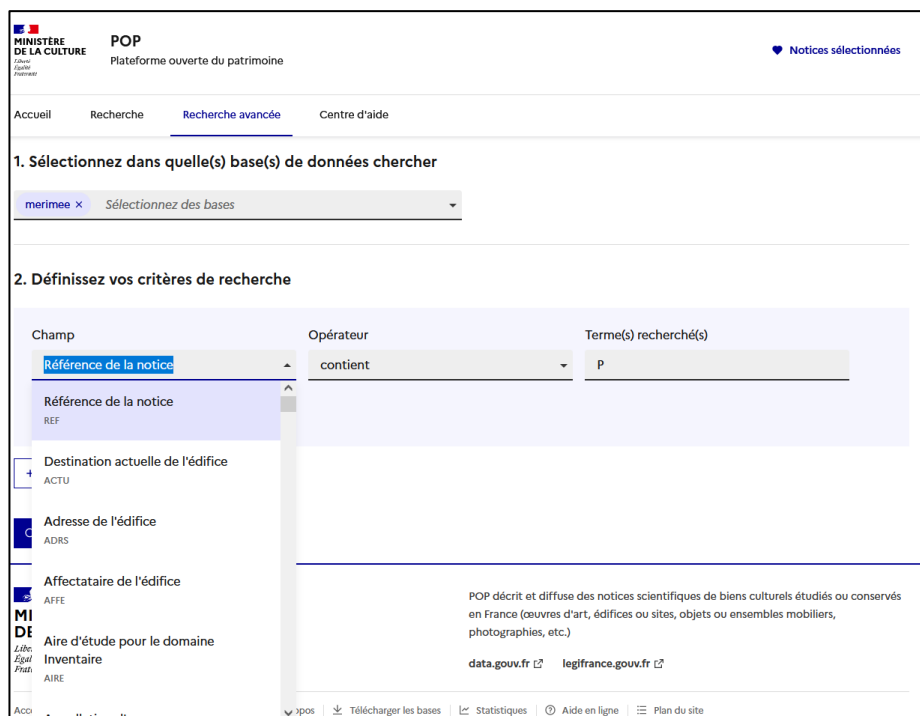 MINISTÈRE
DE LA CULTURE
Liberté
Égalité
Fraternité
POP
Plateforme ouverte du patrimoine
Notices sélectionnées
Accueil Recherche Recherche avancée Centre d'aide
1. Sélectionnez dans quelle(s) base(s) de données chercher
merimee × Sélectionnez des bases
2. Définissez vos critères de recherche
Champ Opérateur Terme(s) recherché(s)
Référence de la notice contient P
Référence de la notice
REF
Destination actuelle de l'édifice
ACTU
Adresse de l'édifice
ADRS
Affectataire de l'édifice
AFFE
Aire d'étude pour le domaine
Inventaire
AIRE
POP décrit et diffuse des notices scientifiques de biens culturels étudiés ou conservés
en France (œuvres d'art, édifices ou sites, objets ou ensembles mobiliers,
photographies, etc.)
data.gouv.fr legifrance.gouv.fr
Télécharger les bases Statistiques Aide en ligne Plan du site